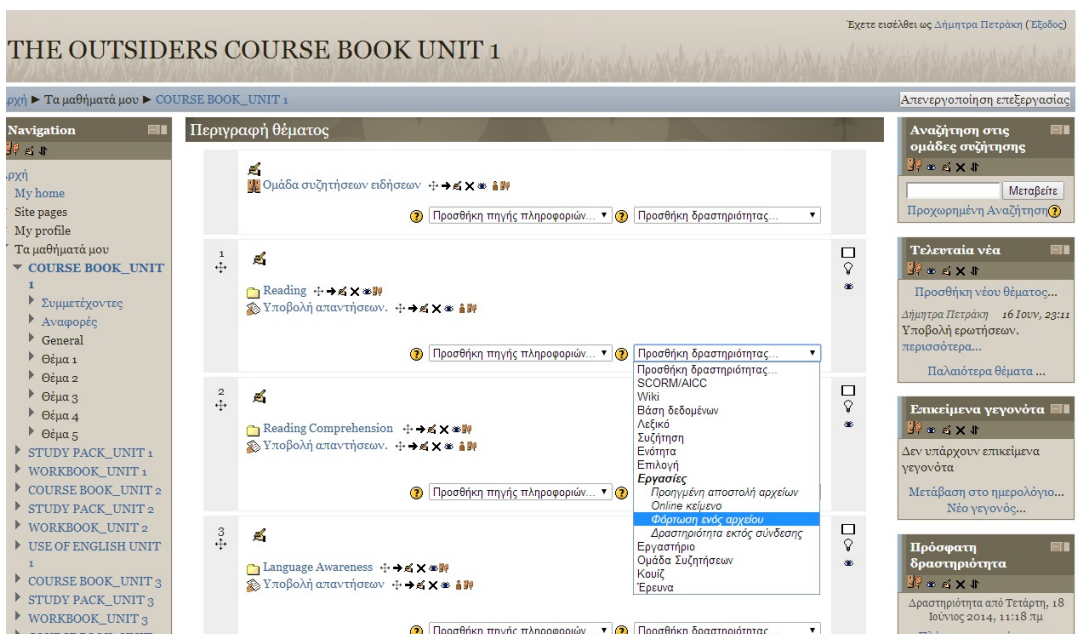 Έχετε εισέλθει ως Δήμητρα Πετράκη (Έξοδος)
THE OUTSIDERS COURSE BOOK UNIT 1
ρχή ► Τα μαθήματά μου ► COURSE BOOK_UNIT 1
Απενεργοποίηση επεξεργασίας
Navigation
ρχή
My home
Site pages
My profile
Τα μαθήματά μου
COURSE BOOK_UNIT
1
Συμμετέχοντες
Αναφορές
General
Θέμα 1
Θέμα 2
Θέμα 3
Θέμα 4
Θέμα 5
STUDY PACK_UNIT 1
WORKBOOK_UNIT 1
COURSE BOOK_UNIT 2
STUDY PACK_UNIT 2
WORKBOOK_UNIT 2
USE OF ENGLISH UNIT
1
COURSE BOOK_UNIT 3
STUDY PACK_UNIT 3
WORKBOOK_UNIT 3
Περιγραφή θέματος
Ομάδα συζητήσεων ειδήσεων
Προσθήκη πηγής πληροφοριών... Προσθήκη δραστηριότητας...
1
Reading
Υποβολή απαντήσεων.
Προσθήκη πηγής πληροφοριών... Προσθήκη δραστηριότητας...
Προσθήκη δραστηριότητας...
SCORM/AICC
Wiki
Βάση δεδομένων
Λεξικό
Συζήτηση
Ενότητα
Επιλογή
Εργασίες
Προηγμένη αποστολή αρχείων
Online κείμενο
Φόρτωση ενός αρχείου
Δραστηριότητα εκτός σύνδεσης
Εργαστήριο
Ομάδα Συζητήσεων
Κουίζ
Έρευνα
2
Reading Comprehension
Υποβολή απαντήσεων.
Προσθήκη πηγής πληροφοριών...
3
Language Awareness
Υποβολή απαντήσεων
Προσθήκη πηγής πληροφοριών... Προσθήκη δραστηριότητας...
Αναζήτηση στις
ομάδες συζήτησης
Μεταβείτε
Προχωρημένη Αναζήτηση
Τελευταία νέα
Προσθήκη νέου θέματος...
Δήμητρα Πετράκη 16 Ιουν, 23:11
Υποβολή ερωτήσεων.
περισσότερα...
Παλαιότερα θέματα ...
Επικείμενα γεγονότα
Δεν υπάρχουν επικείμενα
γεγονότα
Μετάβαση στο ημερολόγιο...
Νέο γεγονός...
Πρόσφατη
δραστηριότητα
Δραστηριότητα από Τετάρτη, 18
Ιούνιος 2014, 11:18 πμ